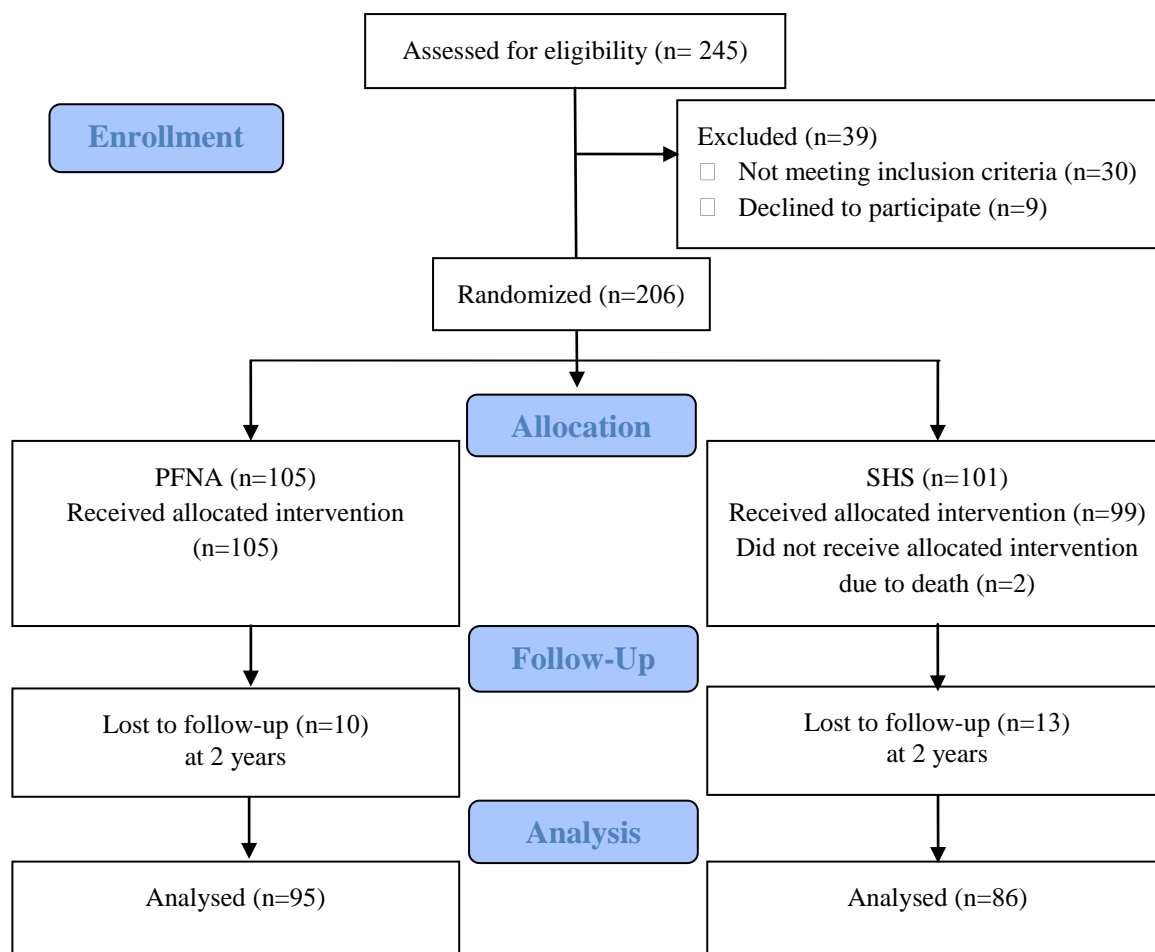 Assessed for eligibility (n= 245)
Enrollment
Excluded (n=39)
Not meeting inclusion criteria (n=30)
Declined to participate (n=9)
Randomized (n=206)
Allocation
PFNA (n=105)
Received allocated intervention
(n=105)
SHS (n=101)
Received allocated intervention (n=99)
Did not receive allocated intervention
due to death (n=2)
Follow-Up
Lost to follow-up (n=10)
at 2 years
Lost to follow-up (n=13)
at 2 years
Analysis
Analysed (n=95)
Analysed (n=86)